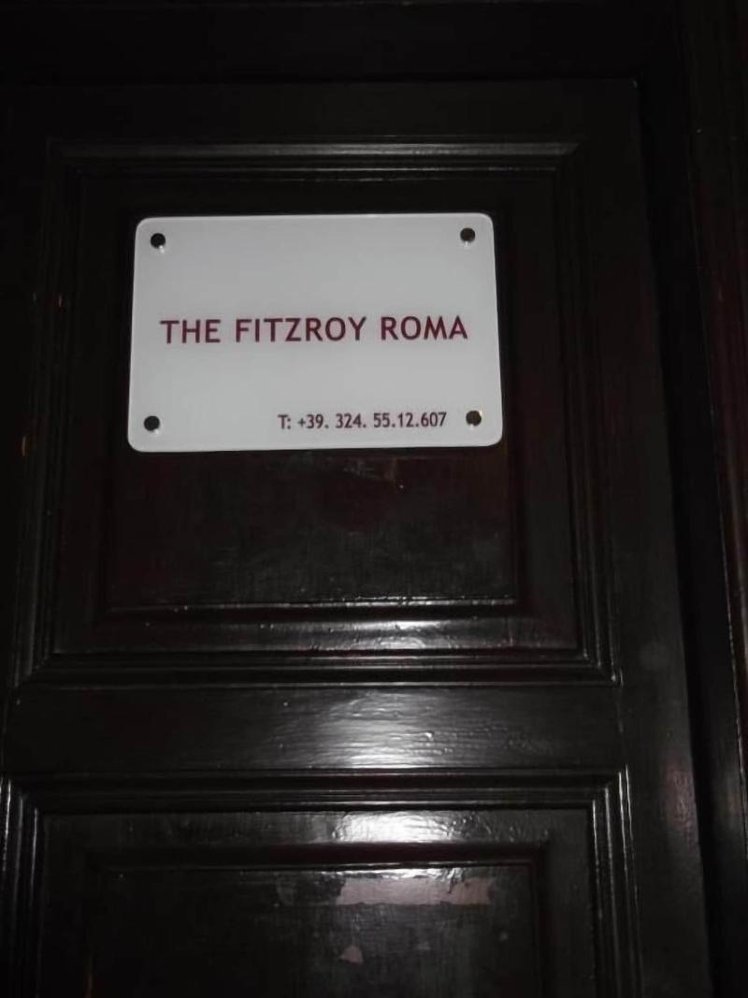 THE FITZROY ROMA
T: +39. 324. 55.12.607